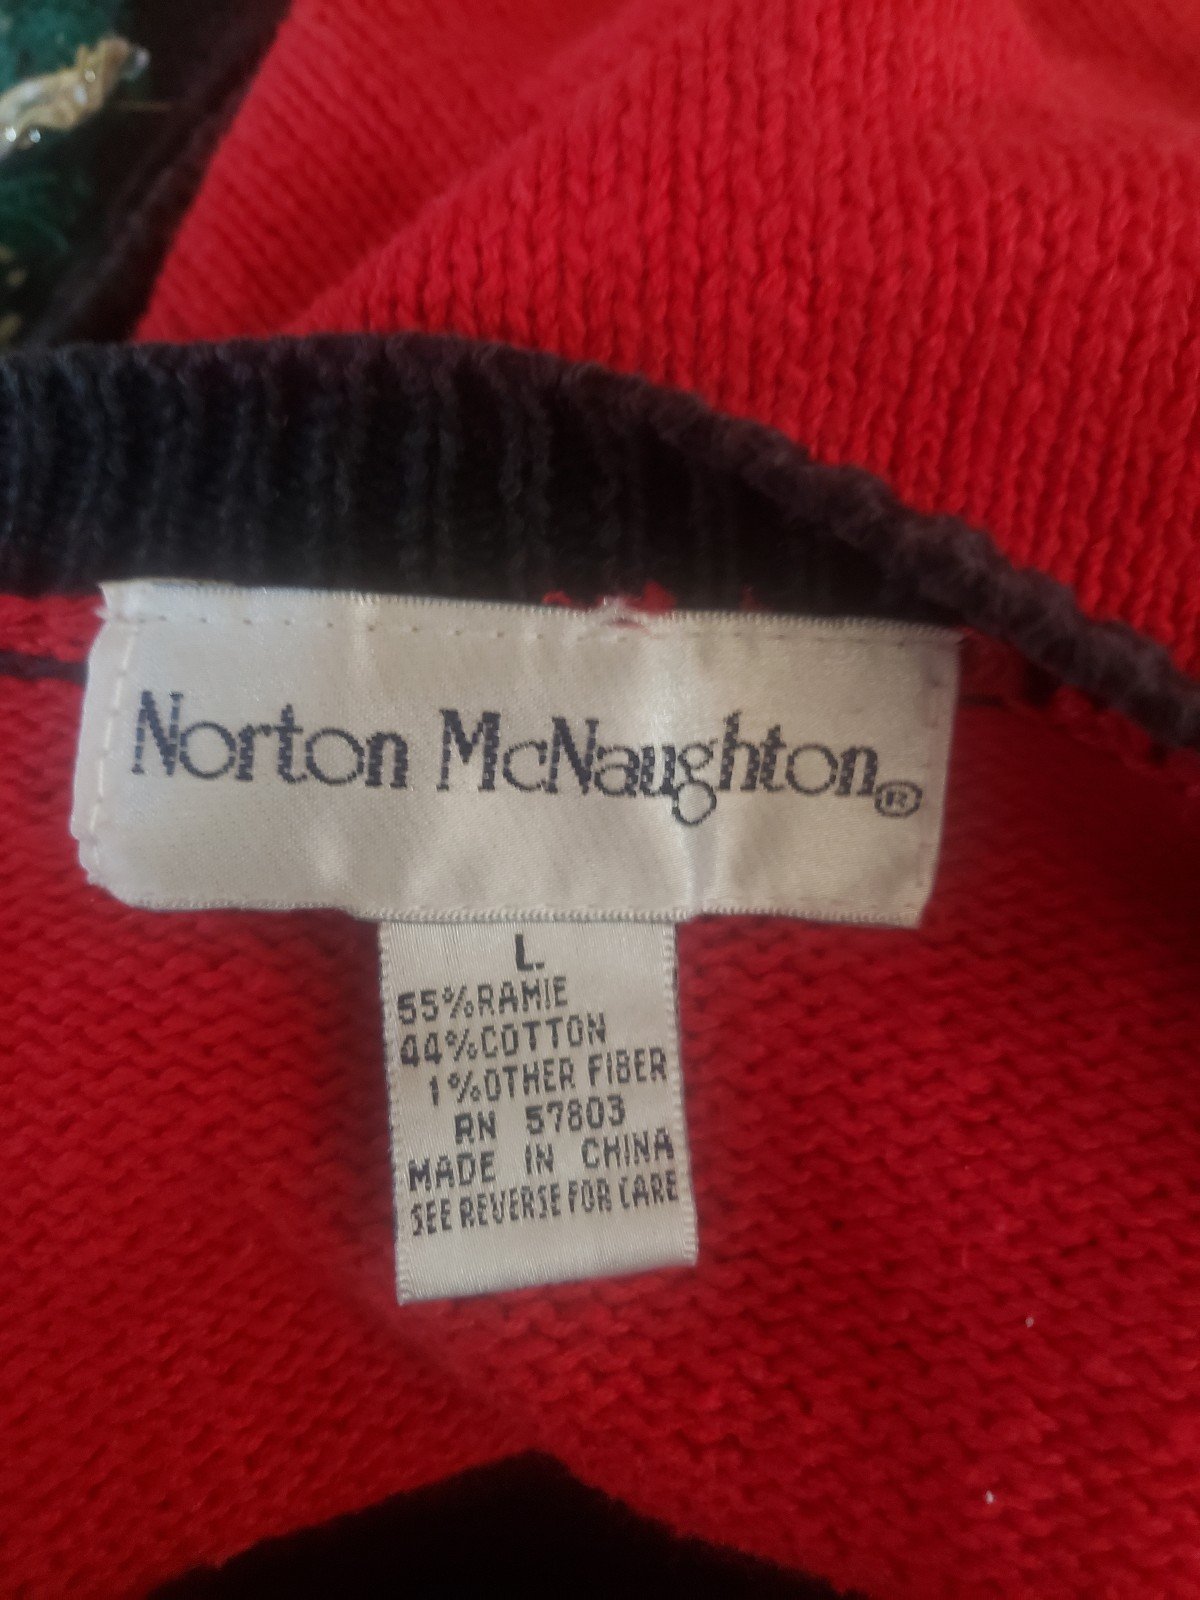 Norton McNaughton®
L.
55%RAMIE
44%COTTON
1%OTHER FIBER
RN 57803
MADE IN CHINA
SEE REVERSE FOR CARE